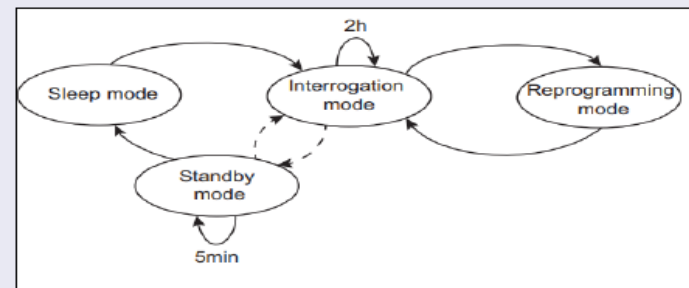 2h
Sleep mode
Interrogation
mode
Reprogramming
mode
Standby
mode
5min